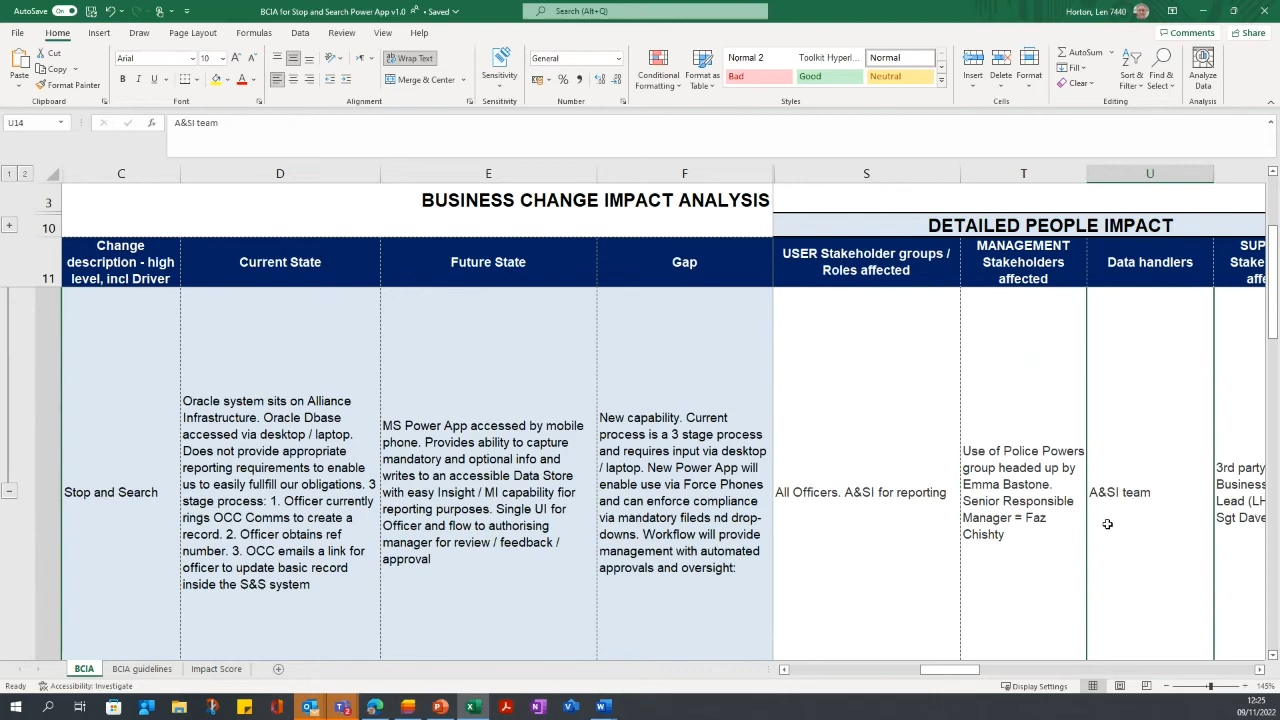 AutoSave On
BCIA for Stop and Search Power App v1.0 • Saved
Search (Alt+Q)
Horton, Len 7440
File Home Insert Draw Page Layout Formulas Data Review View Help
Comments Share
Paste
Cut
Copy
Format Painter
Clipboard
Arial 10
B I U
Font
Wrap Text
Merge & Center
Alignment
Sensitivity
Sensitivity
General
Number
Conditional Formatting
Format as Table
Normal 2 Toolkit Hyperl... Normal
Bad Good Neutral
Styles
Insert Delete Format
Cells
AutoSum
Fill
Clear
Sort & Filter
Find & Select
Editing
Analyze Data
Analysis
U14
A&SI team
1 2
C D E F S T U
3
BUSINESS CHANGE IMPACT ANALYSIS
10
DETAILED PEOPLE IMPACT
11
Change
description - high
level, incl Driver
Current State
Future State
Gap
USER Stakeholder groups /
Roles affected
MANAGEMENT
Stakeholders
affected
Data handlers
SUP
Stake
affe
Stop and Search
Oracle system sits on Alliance
Infrastructure. Oracle Dbase
accessed via desktop / laptop.
Does not provide appropriate
reporting requirements to enable
us to easily fulfill our obligations. 3
stage process: 1. Officer currently
rings OCC Comms to create a
record. 2. Officer obtains ref
number. 3. OCC emails a link for
officer to update basic record
inside the S&S system
MS Power App accessed by mobile
phone. Provides ability to capture
mandatory and optional info and
writes to an accessible Data Store
with easy Insight / MI capability fior
reporting purposes. Single UI for
Officer and flow to authorising
manager for review / feedback /
approval
New capability. Current
process is a 3 stage process
and requires input via desktop
/ laptop. New Power App will
enable use via Force Phones
and can enforce compliance
via mandatory fileds nd drop-
downs. Workflow will provide
management with automated
approvals and oversight:
All Officers. A&SI for reporting
Use of Police Powers
group headed up by
Emma Bastone.
Senior Responsible
Manager = Faz
Chishty
A&SI team
3rd party
Business
Lead (LH
Sgt Dave
BCIA BCIA guidelines Impact Score
Ready Accessibility: Investigate
Display Settings
145%
12:25
09/11/2022